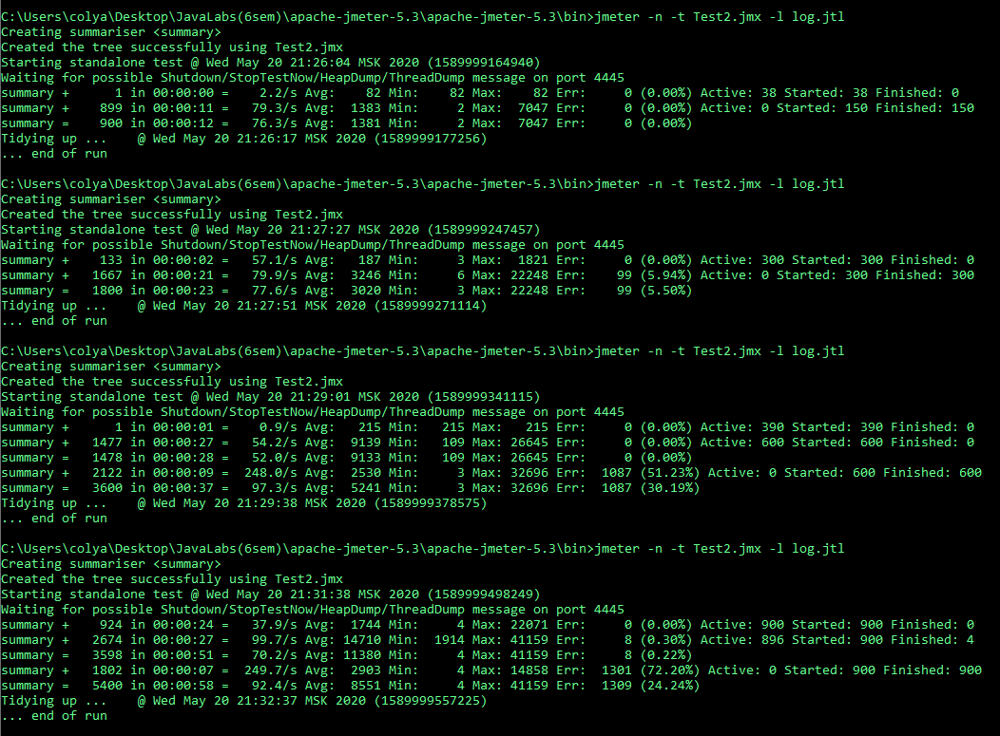 C:\Users\colya\Desktop\JavaLabs(6sem)\apache-jmeter-5.3\apache-jmeter-5.3\bin>jmeter -n -t Test2.jmx -l log.jtl
Creating summariser <summary>
Created the tree successfully using Test2.jmx
Starting standalone test @ Wed May 20 21:26:04 MSK 2020 (1589999164940)
Waiting for possible Shutdown/StopTestNow/HeapDump/ThreadDump message on port 4445
summary +      1 in 00:00:00 =    2.2/s Avg:    82 Min:    82 Max:    82 Err:     0 (0.00%) Active: 38 Started: 38 Finished: 0
summary +    899 in 00:00:11 =   79.3/s Avg:  1383 Min:     2 Max:  7047 Err:     0 (0.00%) Active: 0 Started: 150 Finished: 150
summary =    900 in 00:00:12 =   76.3/s Avg:  1381 Min:     2 Max:  7047 Err:     0 (0.00%)
Tidying up ...    @ Wed May 20 21:26:17 MSK 2020 (1589999177256)
... end of run
C:\Users\colya\Desktop\JavaLabs(6sem)\apache-jmeter-5.3\apache-jmeter-5.3\bin>jmeter -n -t Test2.jmx -l log.jtl
Creating summariser <summary>
Created the tree successfully using Test2.jmx
Starting standalone test @ Wed May 20 21:27:27 MSK 2020 (1589999247457)
Waiting for possible Shutdown/StopTestNow/HeapDump/ThreadDump message on port 4445
summary +    133 in 00:00:02 =   57.1/s Avg:   187 Min:     3 Max:  1821 Err:     0 (0.00%) Active: 300 Started: 300 Finished: 0
summary +   1667 in 00:00:21 =   79.9/s Avg:  3246 Min:     6 Max: 22248 Err:    99 (5.94%) Active: 0 Started: 300 Finished: 300
summary =   1800 in 00:00:23 =   77.6/s Avg:  3020 Min:     3 Max: 22248 Err:    99 (5.50%)
Tidying up ...    @ Wed May 20 21:27:51 MSK 2020 (1589999271114)
... end of run
C:\Users\colya\Desktop\JavaLabs(6sem)\apache-jmeter-5.3\apache-jmeter-5.3\bin>jmeter -n -t Test2.jmx -l log.jtl
Creating summariser <summary>
Created the tree successfully using Test2.jmx
Starting standalone test @ Wed May 20 21:29:01 MSK 2020 (1589999341115)
Waiting for possible Shutdown/StopTestNow/HeapDump/ThreadDump message on port 4445
summary +      1 in 00:00:01 =    0.9/s Avg:   215 Min:   215 Max:   215 Err:     0 (0.00%) Active: 390 Started: 390 Finished: 0
summary +   1477 in 00:00:27 =   54.2/s Avg:  9139 Min:   109 Max: 26645 Err:     0 (0.00%) Active: 600 Started: 600 Finished: 0
summary =   1478 in 00:00:28 =   52.0/s Avg:  9133 Min:   109 Max: 26645 Err:     0 (0.00%)
summary +   2122 in 00:00:09 =  248.0/s Avg:  2530 Min:     3 Max: 32696 Err:  1087 (51.23%) Active: 0 Started: 600 Finished: 600
summary =   3600 in 00:00:37 =   97.3/s Avg:  5241 Min:     3 Max: 32696 Err:  1087 (30.19%)
Tidying up ...    @ Wed May 20 21:29:38 MSK 2020 (1589999378575)
... end of run
C:\Users\colya\Desktop\JavaLabs(6sem)\apache-jmeter-5.3\apache-jmeter-5.3\bin>jmeter -n -t Test2.jmx -l log.jtl
Creating summariser <summary>
Created the tree successfully using Test2.jmx
Starting standalone test @ Wed May 20 21:31:38 MSK 2020 (1589999498249)
Waiting for possible Shutdown/StopTestNow/HeapDump/ThreadDump message on port 4445
summary +    924 in 00:00:24 =   37.9/s Avg:  1744 Min:     4 Max: 22071 Err:     0 (0.00%) Active: 900 Started: 900 Finished: 0
summary +   2674 in 00:00:27 =   99.7/s Avg: 14710 Min:  1914 Max: 41159 Err:     8 (0.30%) Active: 896 Started: 900 Finished: 4
summary =   3598 in 00:00:51 =   70.2/s Avg: 11380 Min:     4 Max: 41159 Err:     8 (0.22%)
summary +   1802 in 00:00:07 =  249.7/s Avg:  2903 Min:     4 Max: 14858 Err:  1301 (72.20%) Active: 0 Started: 900 Finished: 900
summary =   5400 in 00:00:58 =   92.4/s Avg:  8551 Min:     4 Max: 41159 Err:  1309 (24.24%)
Tidying up ...    @ Wed May 20 21:32:37 MSK 2020 (1589999557225)
... end of run